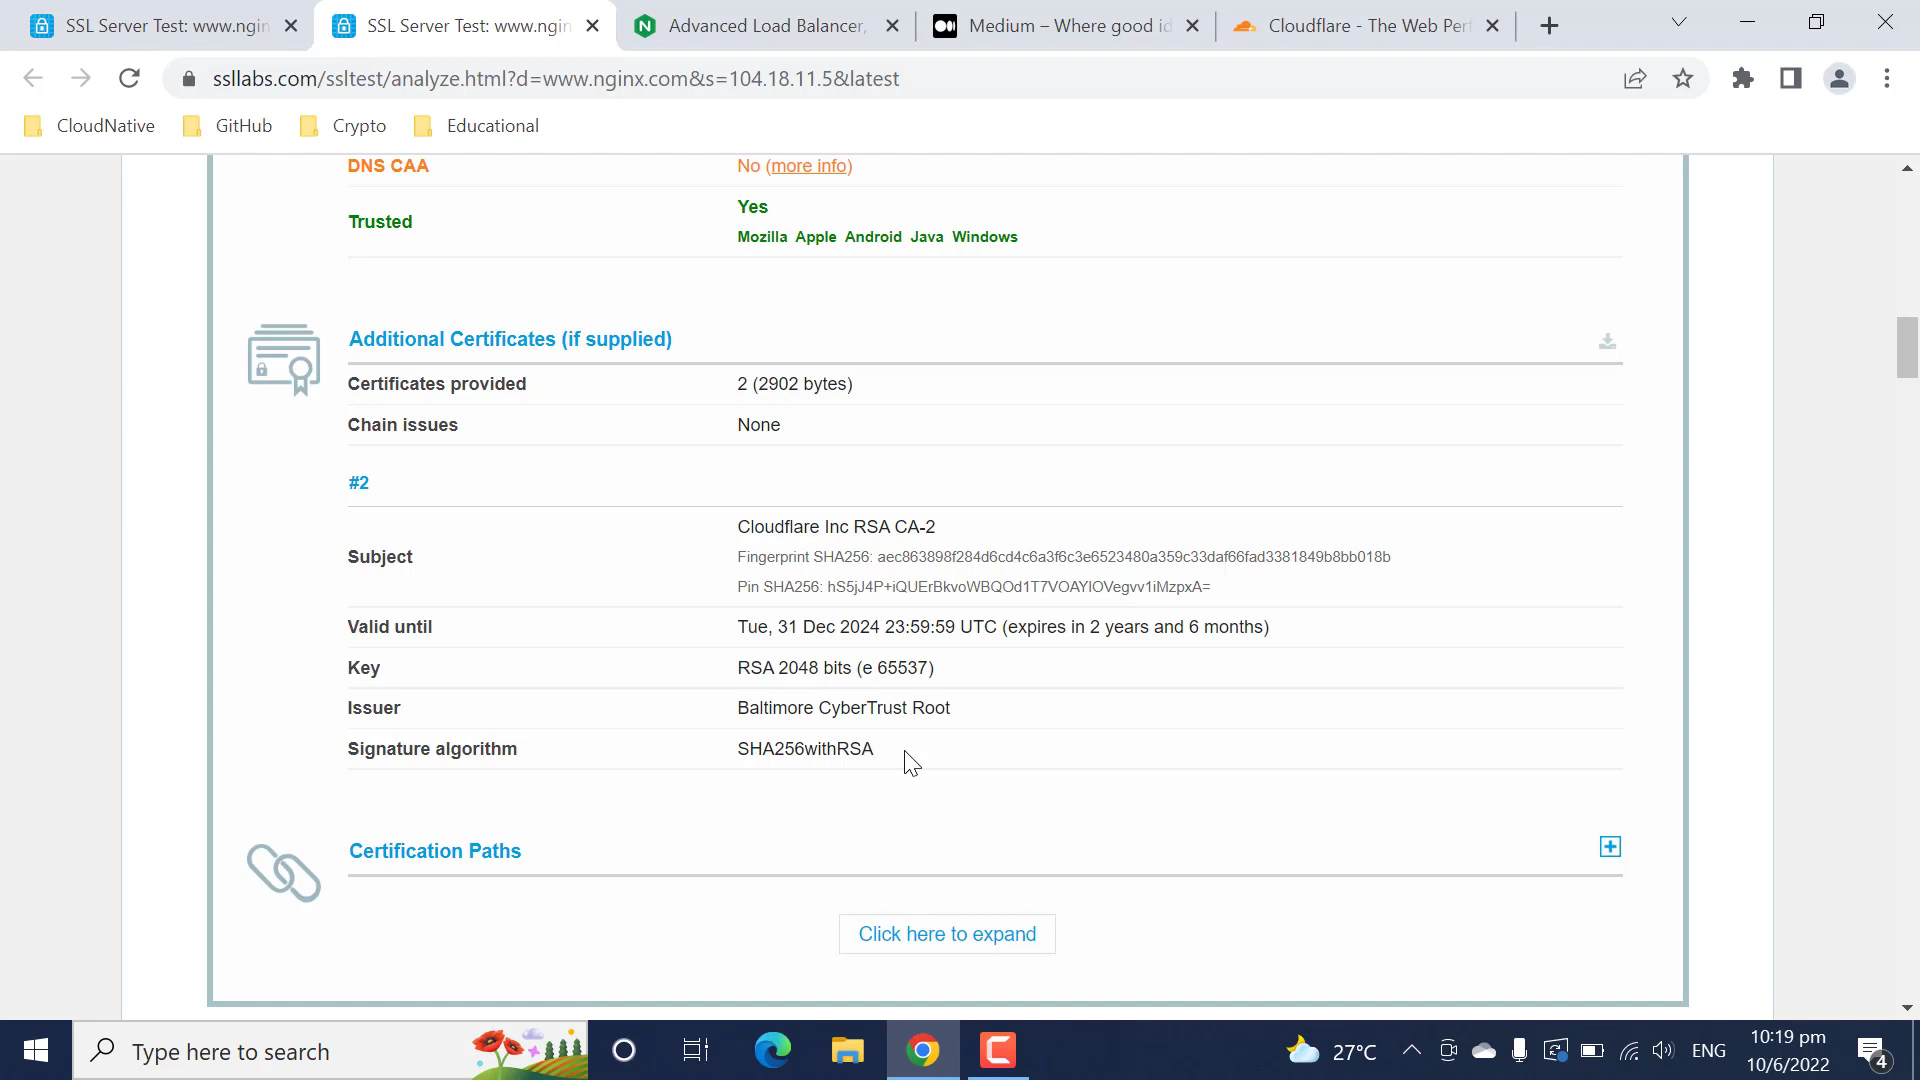 SSL Server Test: www.ngin
SSL Server Test: www.ngin
Advanced Load Balancer,
Medium – Where good id
Cloudflare - The Web Perf
ssllabs.com/ssltest/analyze.html?d=www.nginx.com&s=104.18.11.5&latest
CloudNative
GitHub
Crypto
Educational
DNS CAA
No (more info)
Trusted
Yes
Mozilla Apple Android Java Windows
Additional Certificates (if supplied)
Certificates provided
2 (2902 bytes)
Chain issues
None
#2
Subject
Cloudflare Inc RSA CA-2
Fingerprint SHA256: aec863898f284d6cd4c6a3f6c3e6523480a359c33daf66fad3381849b8bb018b
Pin SHA256: hS5jJ4P+iQUErBkvoWBQOd1T7VOAYlOVegvv1iMzpxA=
Valid until
Tue, 31 Dec 2024 23:59:59 UTC (expires in 2 years and 6 months)
Key
RSA 2048 bits (e 65537)
Issuer
Baltimore CyberTrust Root
Signature algorithm
SHA256withRSA
Certification Paths
Click here to expand
Type here to search
27°C
ENG
10:19 pm
10/6/2022
4